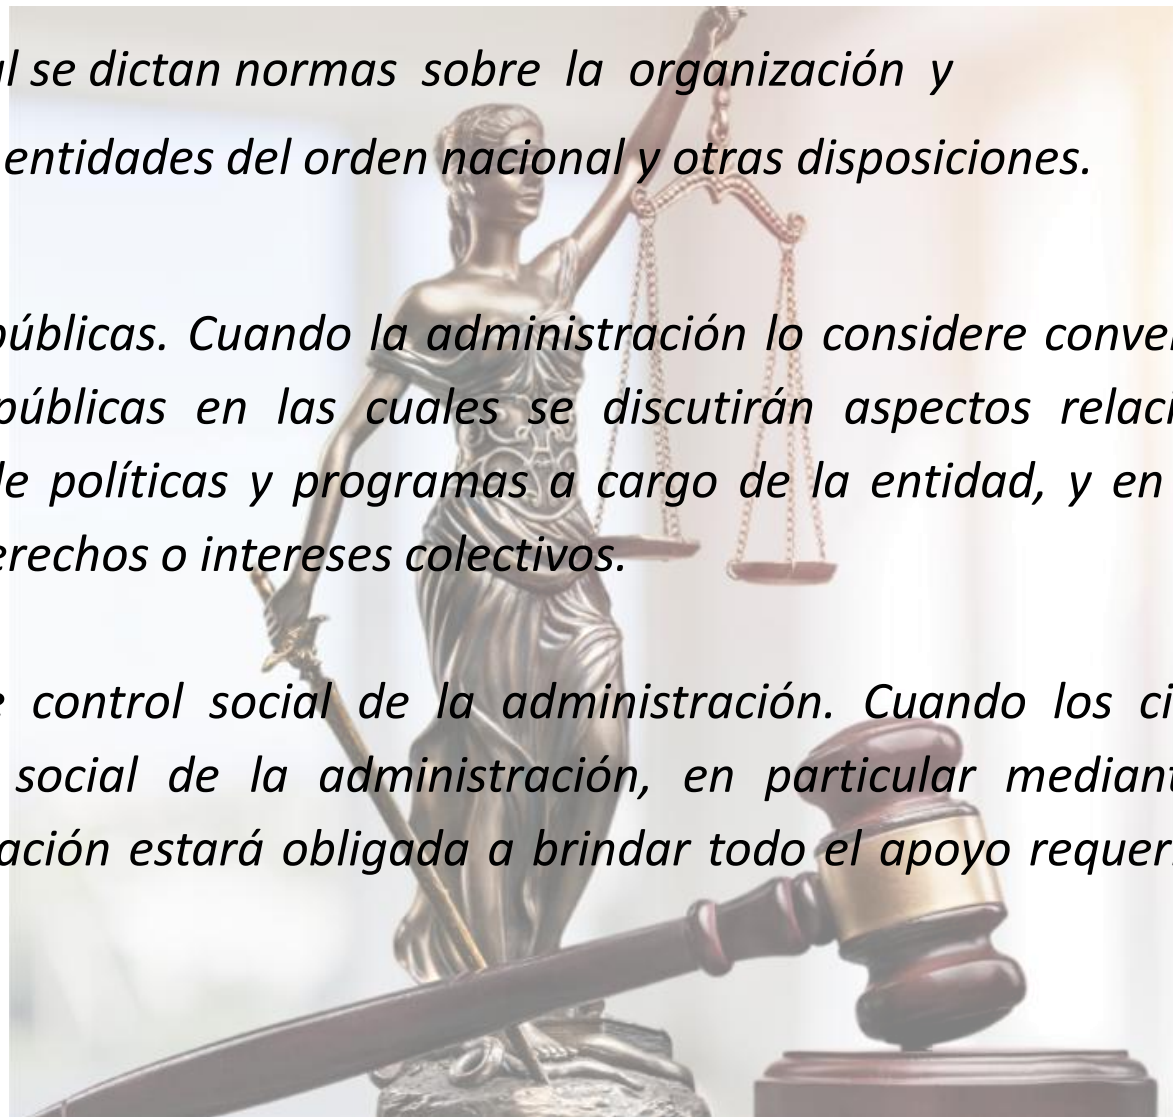 l se dictan normas sobre la organización y
entidades del orden nacional y otras disposiciones.
públicas. Cuando la administración lo considere conve
públicas en las cuales se discutirán aspectos relaci
de políticas y programas a cargo de la entidad, y en
erechos o intereses colectivos.
e control social de la administración. Cuando los ci
social de la administración, en particular mediant
ación estará obligada a brindar todo el apoyo requer